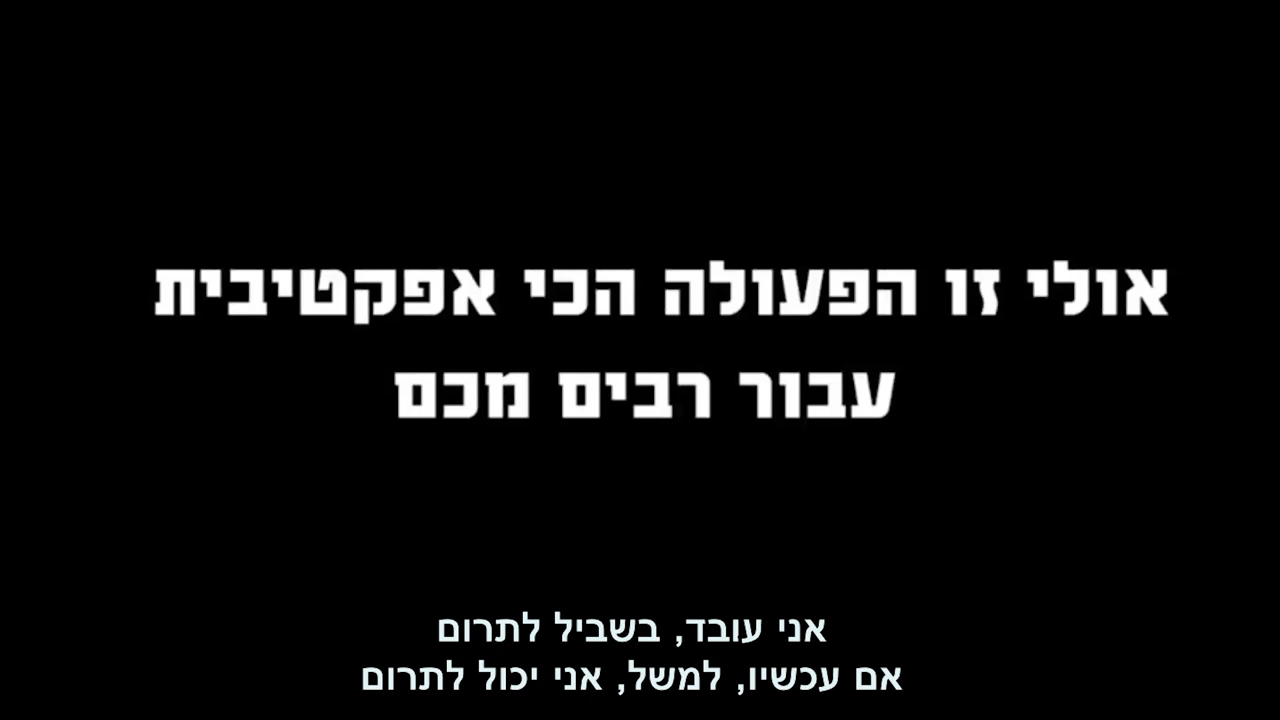 אולי זו הפעולה הכי אפקטיבית
עבור רבים מכם
אני עובד, בשביל לתרום
אם עכשיו, למשל, אני יכול לתרום